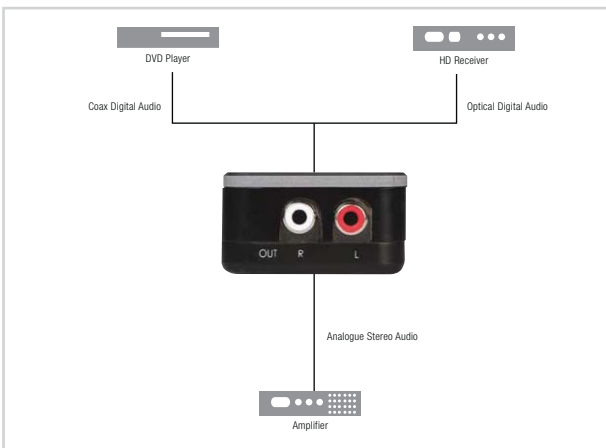 DVD Player
HD Receiver
Coax Digital Audio
Optical Digital Audio
OUT R L
Analogue Stereo Audio
Amplifier